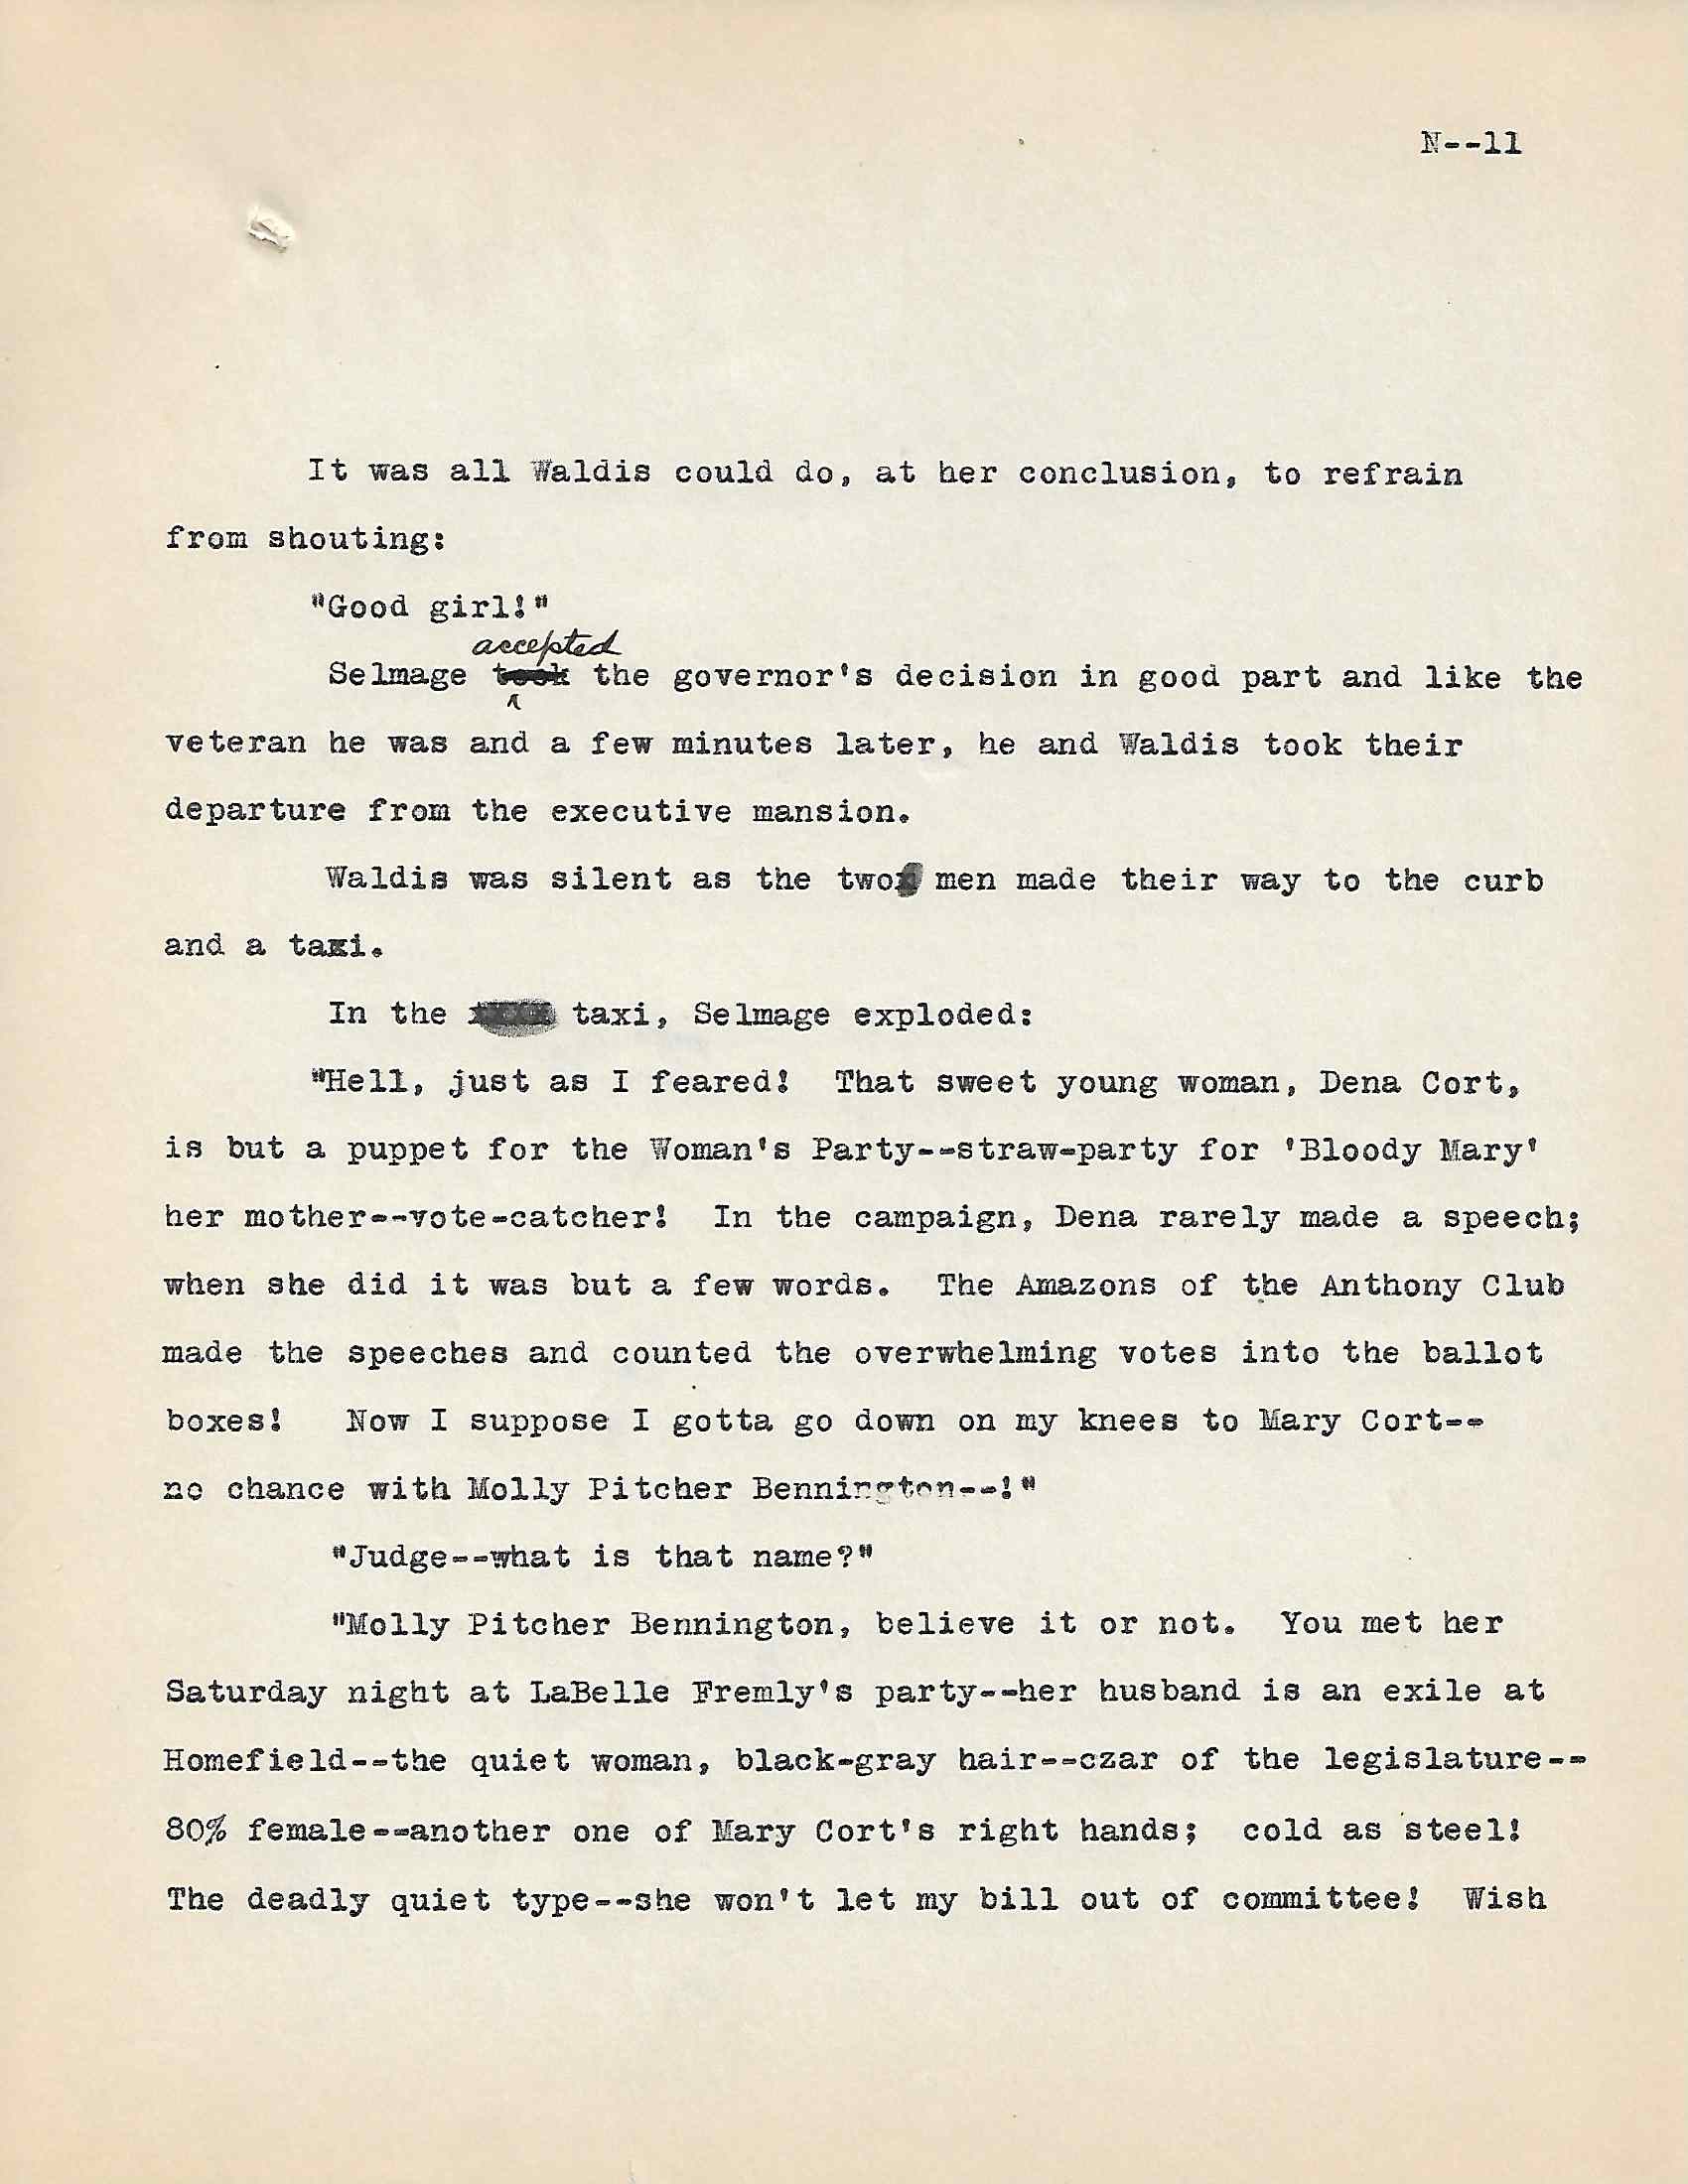 N--11
It was all Waldis could do, at her conclusion, to refrain
from shouting:
"Good girl!"
accepted
Selmage took the governor's decision in good part and like the
veteran he was and a few minutes later, he and Waldis took their
departure from the executive mansion.
Waldis was silent as the two men made their way to the curb
and a taxi.
In the taxi, Selmage exploded:
"Hell, just as I feared!  That sweet young woman, Dena Cort,
is but a puppet for the Woman's Party--straw-party for 'Bloody Mary'
her mother--vote-catcher!  In the campaign, Dena rarely made a speech;
when she did it was but a few words.  The Amazons of the Anthony Club
made the speeches and counted the overwhelming votes into the ballot
boxes!  Now I suppose I gotta go down on my knees to Mary Cort--
no chance with Molly Pitcher Bennington--!"
"Judge--what is that name?"
"Molly Pitcher Bennington, believe it or not.  You met her
Saturday night at LaBelle Fremly's party--her husband is an exile at
Homefield--the quiet woman, black-gray hair--czar of the legislature--
80% female--another one of Mary Cort's right hands;  cold as steel!
The deadly quiet type--she won't let my bill out of committee!  Wish